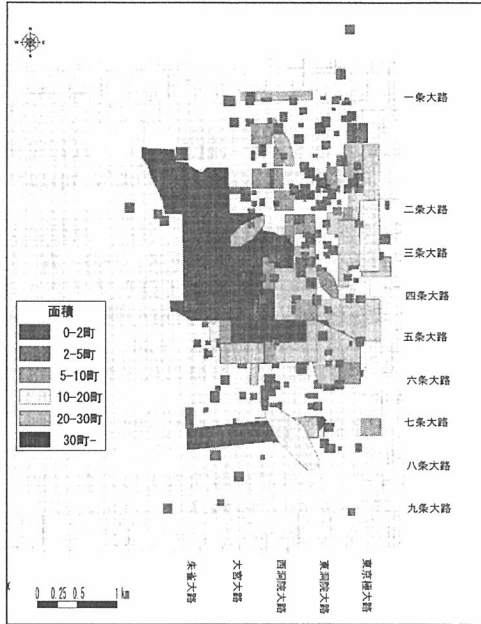 N
W E
S
一条大路
二条大路
三条大路
四条大路
五条大路
六条大路
七条大路
八条大路
九条大路
面積
0-2町
2-5町
5-10町
10-20町
20-30町
30町-
朱雀大路
大宮大路
西洞院大路
東洞院大路
東京極大路
0 0.25 0.5 1 km